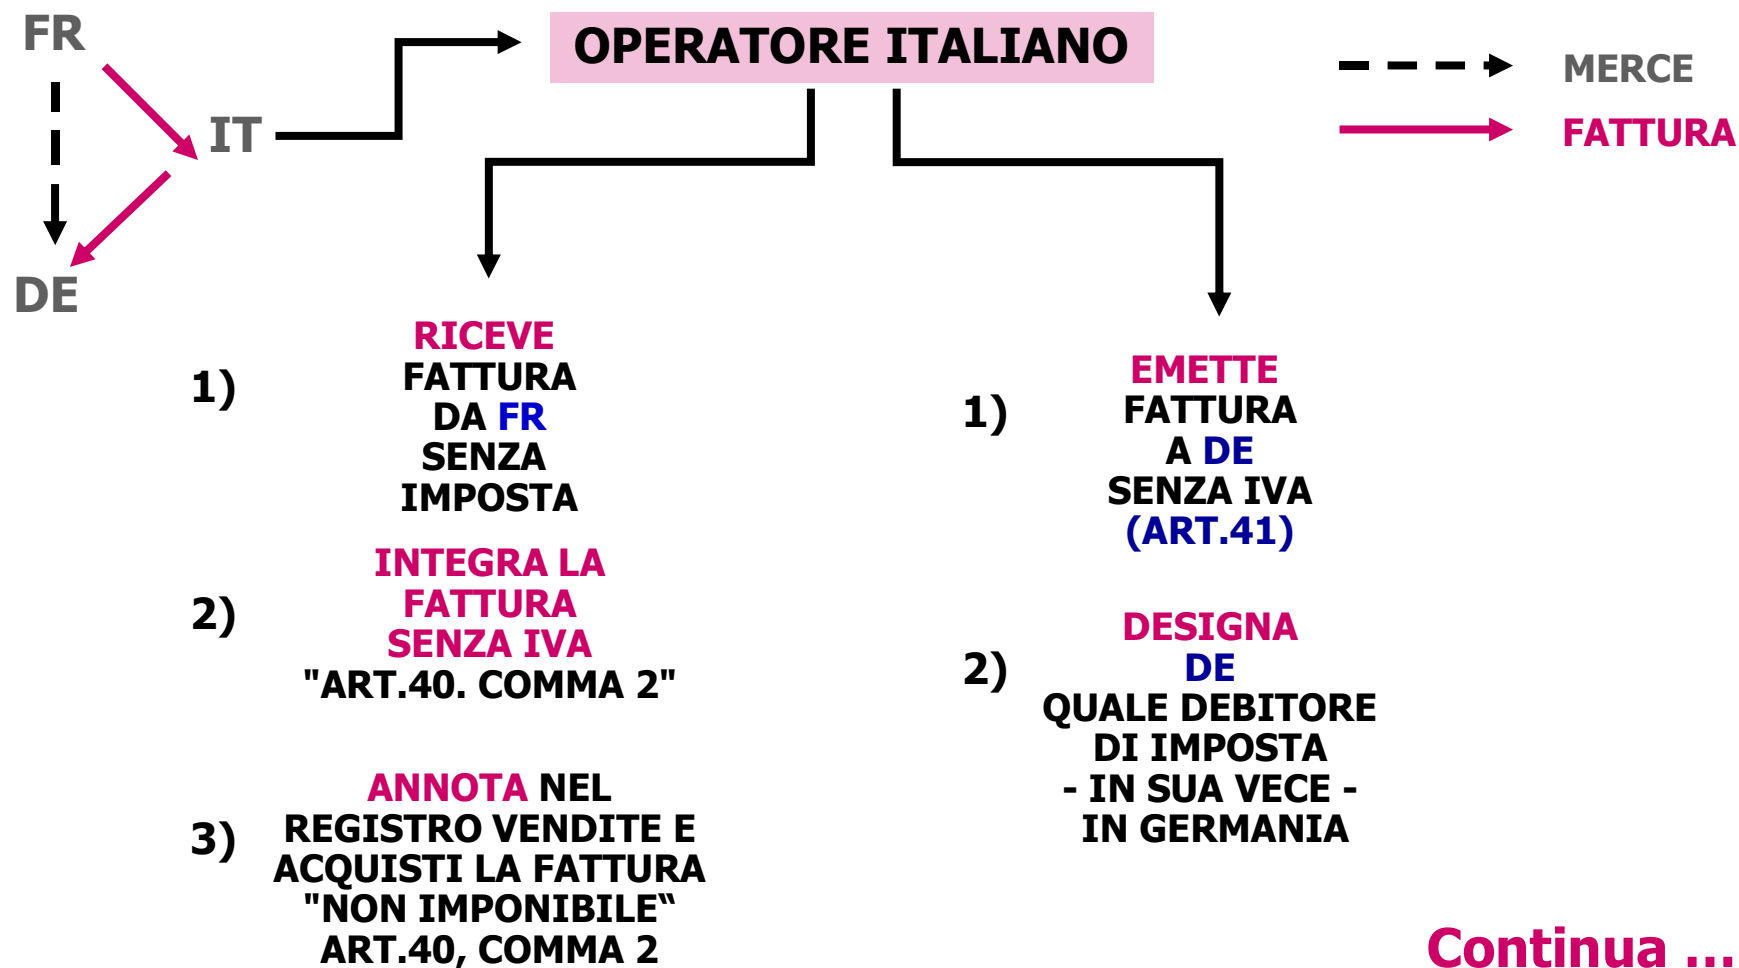 FR
IT
DE
OPERATORE ITALIANO
MERCE
FATTURA
1)
RICEVE
FATTURA
DA FR
SENZA
IMPOSTA
2)
INTEGRA LA
FATTURA
SENZA IVA
"ART.40. COMMA 2"
3)
ANNOTA NEL
REGISTRO VENDITE E
ACQUISTI LA FATTURA
"NON IMPONIBILE‟
ART.40, COMMA 2
1)
EMETTE
FATTURA
A DE
SENZA IVA
(ART.41)
2)
DESIGNA
DE
QUALE DEBITORE
DI IMPOSTA
- IN SUA VECE -
IN GERMANIA
Continua ...